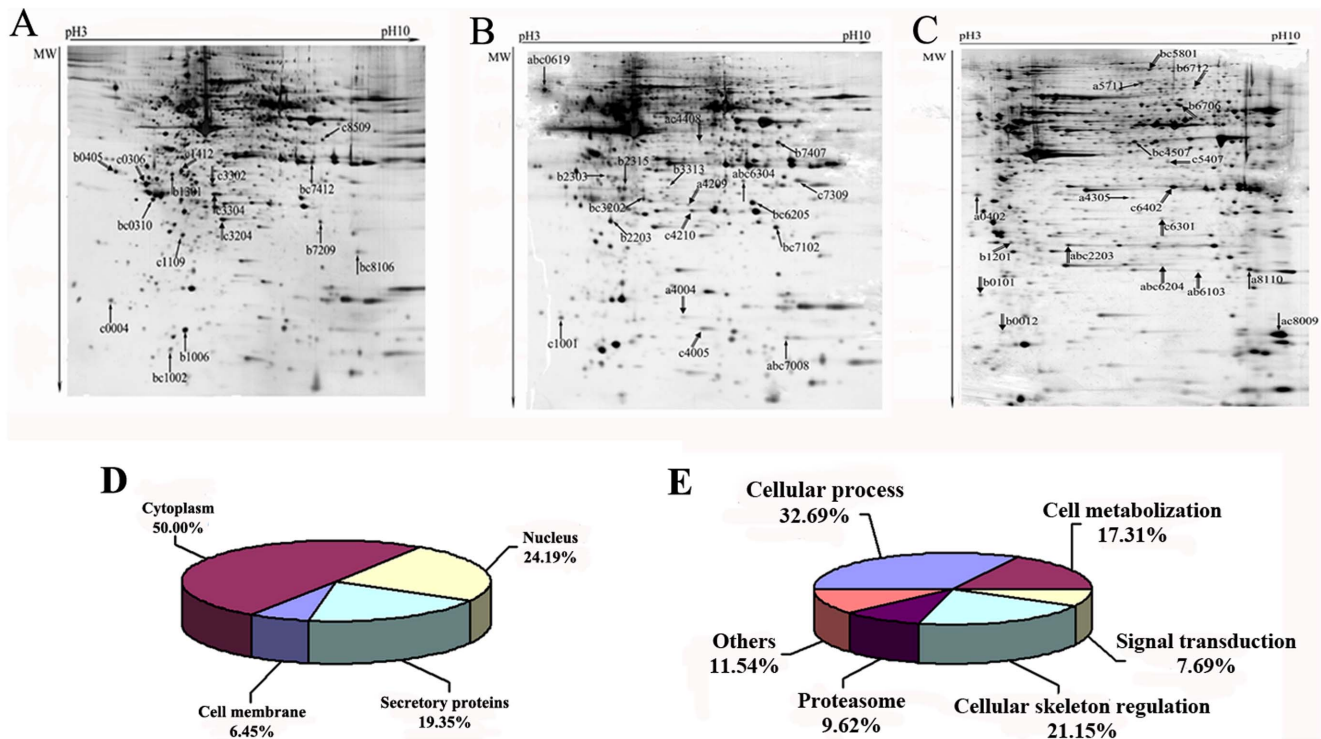 A
pH3
pH10
MW
c8509
b0405
c0306
1412
c3302
b1301
bc7412
bc0310
c3304
c3204
b7209
c1109
bc8106
c0004
b1006
bc1002
B
pH3
pH10
MW
abc0619
ac4408
b7407
b2315
b3313
b2303
abc6304
a4209
c7309
bc3202
bc6205
b2203
c4210
bc7102
a4004
c1001
c4005
abc7008
C
pH3
pH10
MW
bc5801
b6712
a5711
b6706
bc4507
c5407
a4305
c6402
a0402
c6301
b1201
abc2203
b0101
abc6204
ab6103
a8110
b0012
ac8009
D
Cytoplasm
50.00%
Nucleus
24.19%
Cell membrane
6.45%
Secretory proteins
19.35%
E
Cellular process
32.69%
Cell metabolization
17.31%
Others
11.54%
Signal transduction
7.69%
Proteasome
9.62%
Cellular skeleton regulation
21.15%